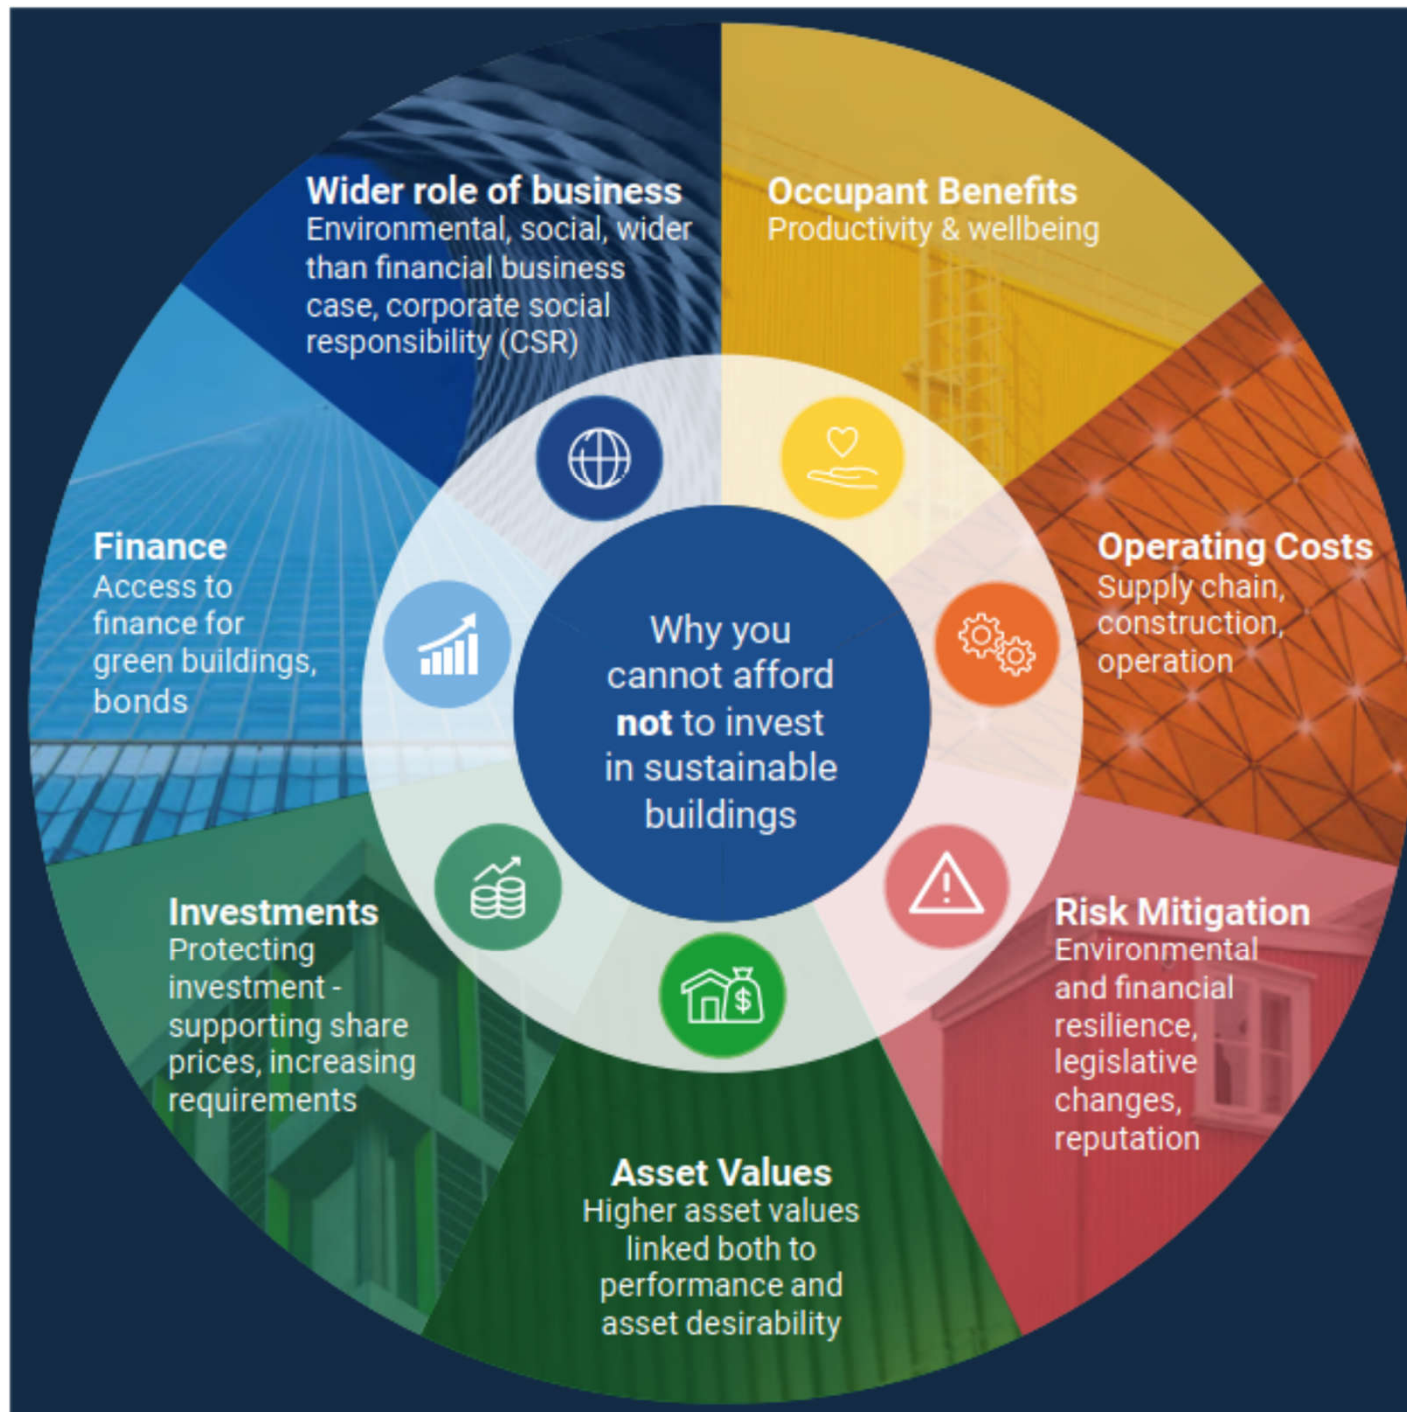 Wider role of business
Environmental, social, wider
than financial business
case, corporate social
responsibility (CSR)
Occupant Benefits
Productivity & wellbeing
Operating Costs
Supply chain,
construction,
operation
Risk Mitigation
Environmental
and financial
resilience,
legislative
changes,
reputation
Asset Values
Higher asset values
linked both to
performance and
asset desirability
Investments
Protecting
investment -
supporting share
prices, increasing
requirements
Finance
Access to
finance for
green buildings,
bonds
Why you
cannot afford
not to invest
in sustainable
buildings
$